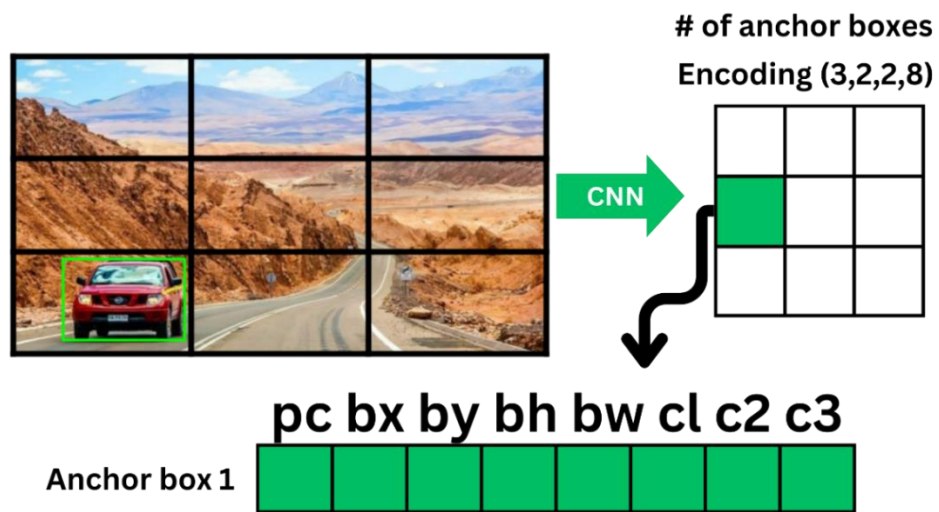 # of anchor boxes
Encoding (3,2,2,8)
CNN
pc bx by bh bw cl c2 c3
Anchor box 1